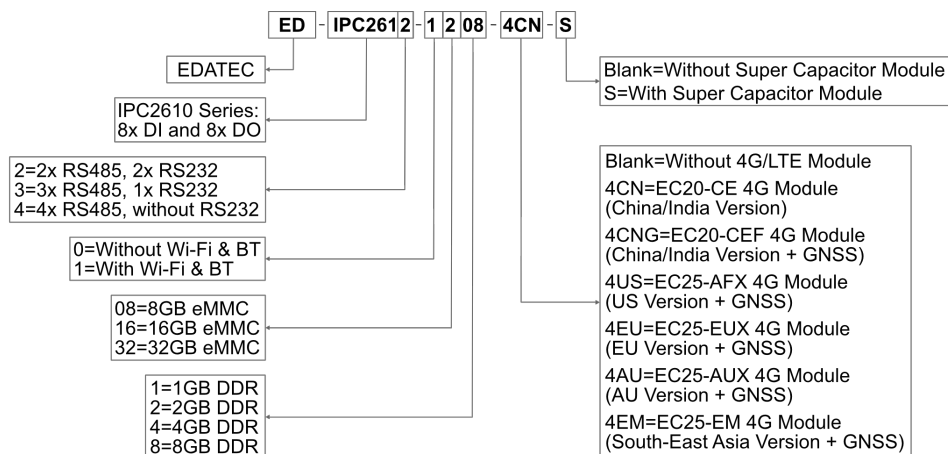 ED - IPC2612 - 1 2 08 - 4CN - S
EDATEC
IPC2610 Series:
8x DI and 8x DO
2=2x RS485, 2x RS232
3=3x RS485, 1x RS232
4=4x RS485, without RS232
0=Without Wi-Fi & BT
1=With Wi-Fi & BT
08=8GB eMMC
16=16GB eMMC
32=32GB eMMC
1=1GB DDR
2=2GB DDR
4=4GB DDR
8=8GB DDR
Blank=Without Super Capacitor Module
S=With Super Capacitor Module
Blank=Without 4G/LTE Module
4CN=EC20-CE 4G Module
(China/India Version)
4CNG=EC20-CEF 4G Module
(China/India Version + GNSS)
4US=EC25-AFX 4G Module
(US Version + GNSS)
4EU=EC25-EUX 4G Module
(EU Version + GNSS)
4AU=EC25-AUX 4G Module
(AU Version + GNSS)
4EM=EC25-EM 4G Module
(South-East Asia Version + GNSS)